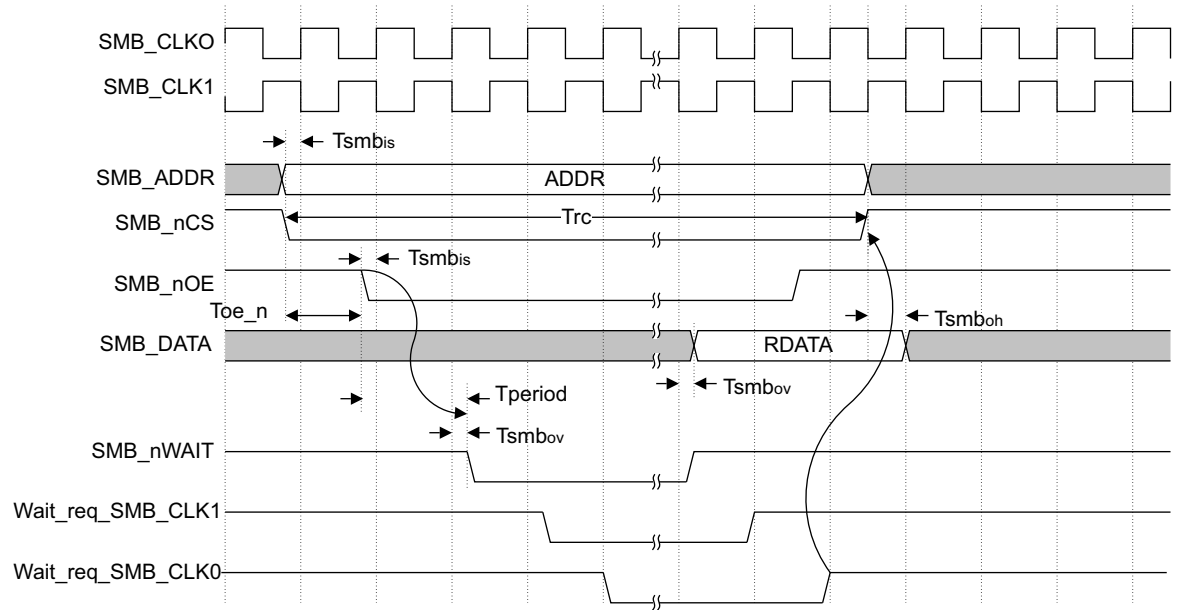 SMB_CLKO
SMB_CLK1
Tsmbis
SMB_ADDR
ADDR
SMB_nCS
Trc
Tsmbis
SMB_nOE
Toe_n
Tsmboh
SMB_DATA
RDATA
Tperiod
Tsmbov
Tsmbov
SMB_nWAIT
Wait_req_SMB_CLK1
Wait_req_SMB_CLK0